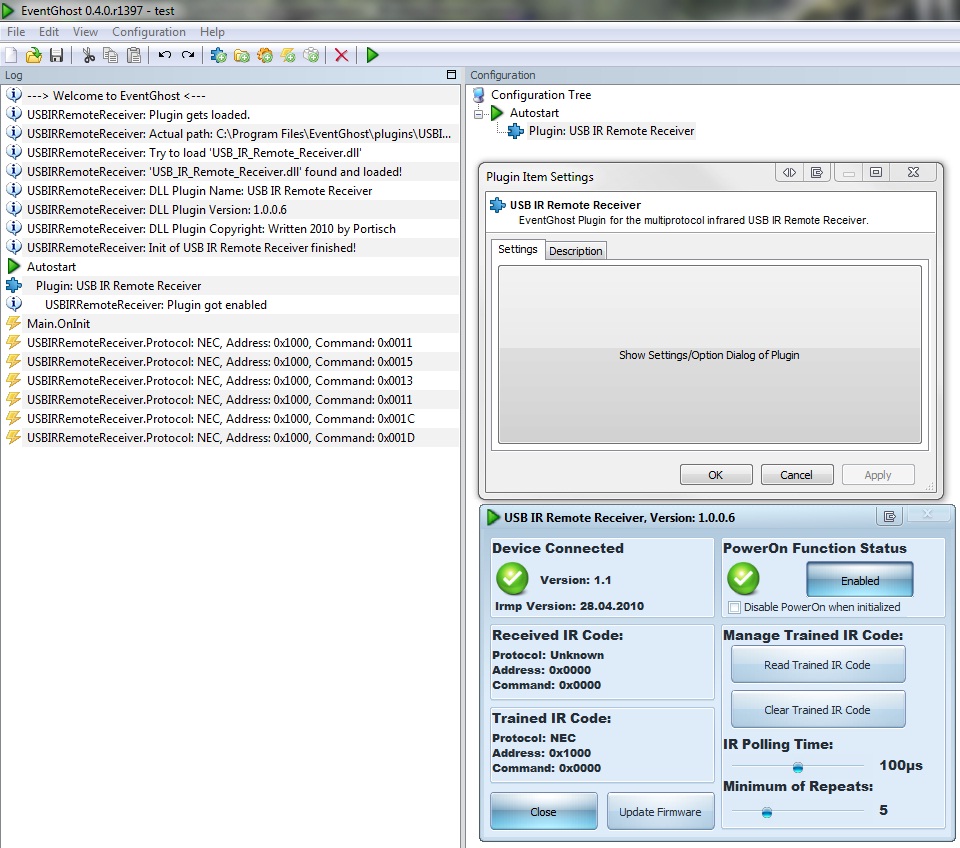 EventGhost 0.4.0.r1397 - test
File Edit View Configuration Help
Log
---> Welcome to EventGhost <---
USBIRRemoteReceiver: Plugin gets loaded.
USBIRRemoteReceiver: Actual path: C:\Program Files\EventGhost\plugins\USBI...
USBIRRemoteReceiver: Try to load 'USB_IR_Remote_Receiver.dll'
USBIRRemoteReceiver: 'USB_IR_Remote_Receiver.dll' found and loaded!
USBIRRemoteReceiver: DLL Plugin Name: USB IR Remote Receiver
USBIRRemoteReceiver: DLL Plugin Version: 1.0.0.6
USBIRRemoteReceiver: DLL Plugin Copyright: Written 2010 by Portisch
USBIRRemoteReceiver: Init of USB IR Remote Receiver finished!
Autostart
Plugin: USB IR Remote Receiver
USBIRRemoteReceiver: Plugin got enabled
Main.OnInit
USBIRRemoteReceiver.Protocol: NEC, Address: 0x1000, Command: 0x0011
USBIRRemoteReceiver.Protocol: NEC, Address: 0x1000, Command: 0x0015
USBIRRemoteReceiver.Protocol: NEC, Address: 0x1000, Command: 0x0013
USBIRRemoteReceiver.Protocol: NEC, Address: 0x1000, Command: 0x0011
USBIRRemoteReceiver.Protocol: NEC, Address: 0x1000, Command: 0x001C
USBIRRemoteReceiver.Protocol: NEC, Address: 0x1000, Command: 0x001D
Configuration
Configuration Tree
Autostart
Plugin: USB IR Remote Receiver
Plugin Item Settings
USB IR Remote Receiver
EventGhost Plugin for the multiprotocol infrared USB IR Remote Receiver.
Settings Description
Show Settings/Option Dialog of Plugin
OK Cancel Apply
USB IR Remote Receiver, Version: 1.0.0.6
Device Connected
Version: 1.1
Irmp Version: 28.04.2010
Received IR Code:
Protocol: Unknown
Address: 0x0000
Command: 0x0000
Trained IR Code:
Protocol: NEC
Address: 0x1000
Command: 0x0000
Close Update Firmware
PowerOn Function Status
Enabled
Disable PowerOn when initialized
Manage Trained IR Code:
Read Trained IR Code
Clear Trained IR Code
IR Polling Time:
100µs
Minimum of Repeats:
5